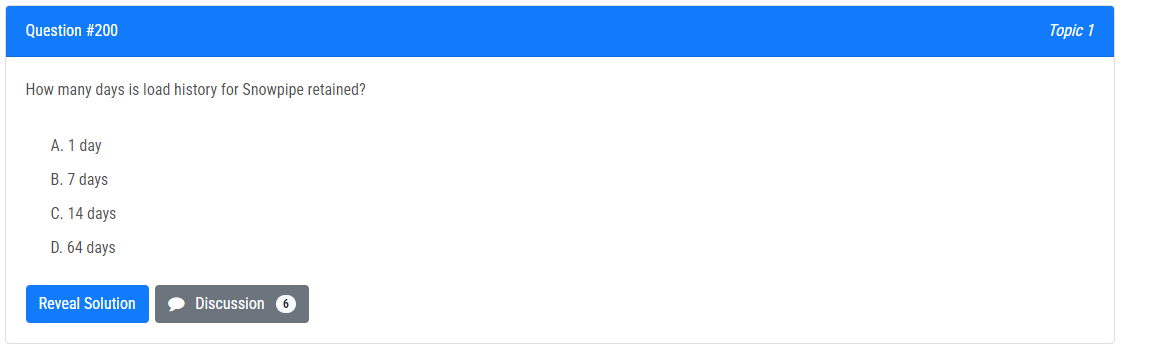 Question #200
Topic 1
How many days is load history for Snowpipe retained?
A. 1 day
B. 7 days
C. 14 days
D. 64 days
Reveal Solution
Discussion 6